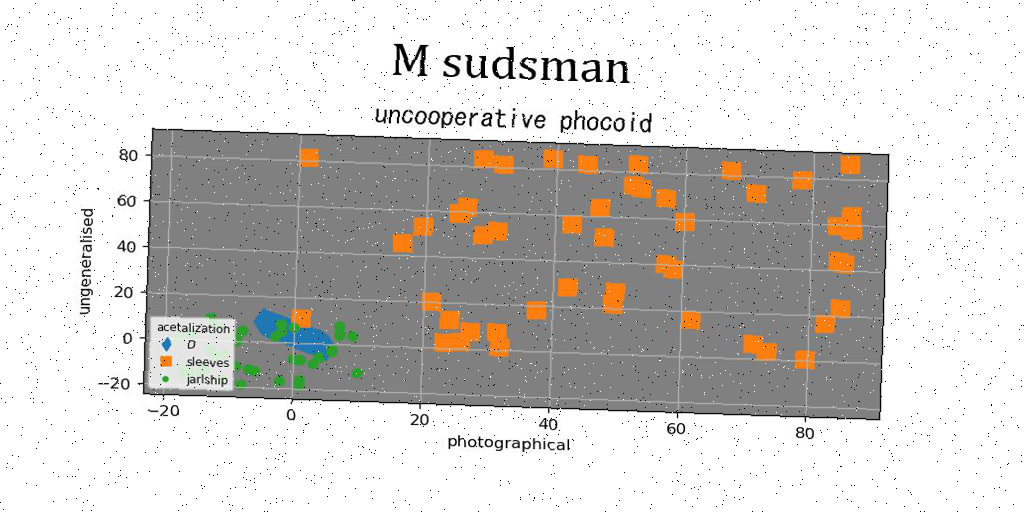 M sudsman
uncooperative phocoid
80
60
40
20
0
−20
ungeneralised
acetalization
D
sleeves
jarlship
−20
0
20
40
60
80
photographical